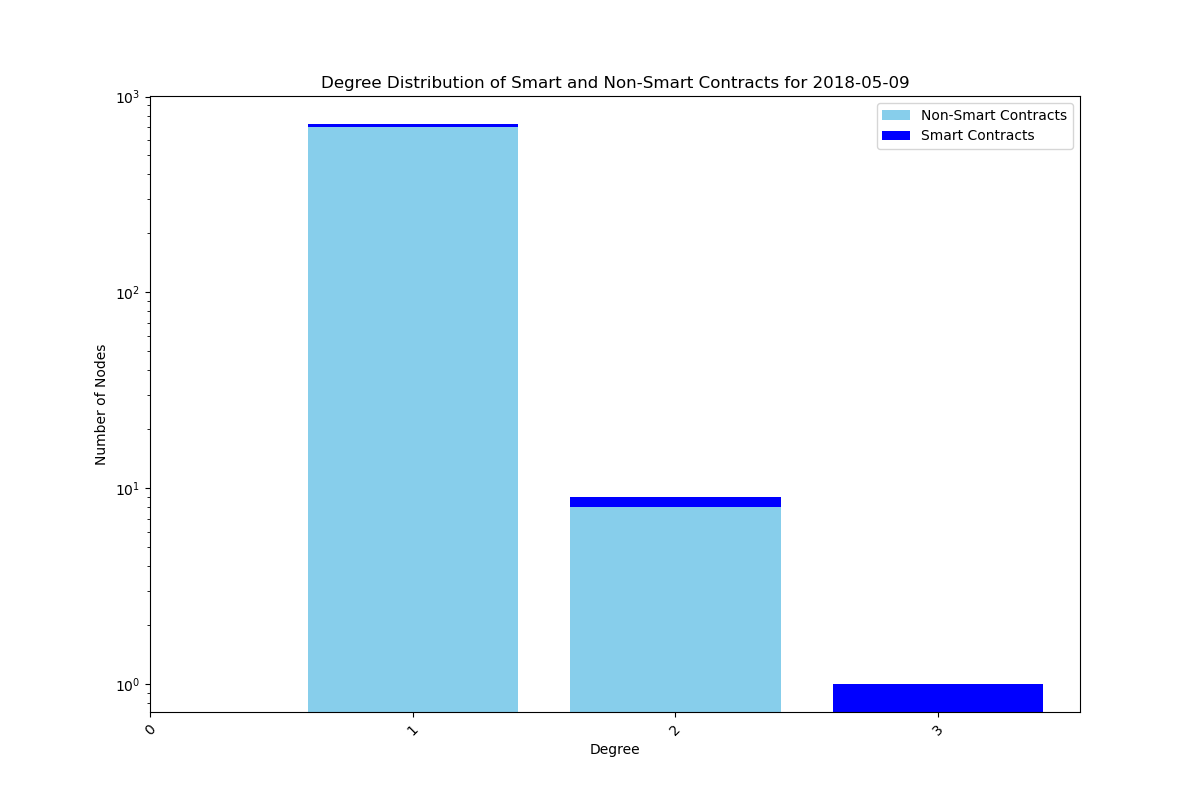 Degree Distribution of Smart and Non-Smart Contracts for 2018-05-09
Non-Smart Contracts
Smart Contracts
Number of Nodes
10³
10²
10¹
10⁰
0 1 2 3
Degree